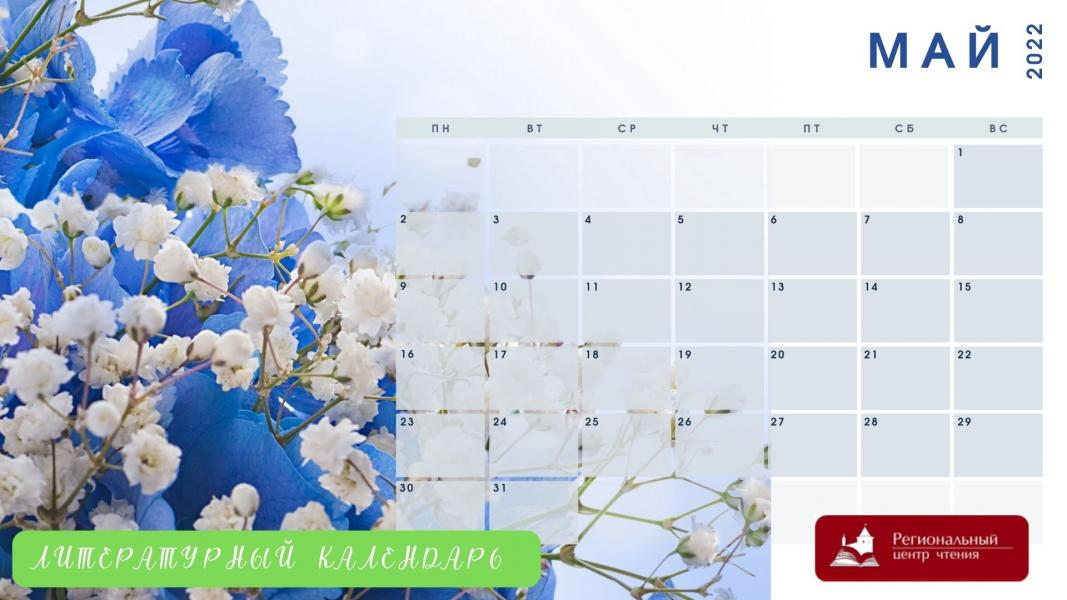 МАЙ 2022
ПН ВТ СР ЧТ ПТ СБ ВС
1
2 3 4 5 6 7 8
9 10 11 12 13 14 15
16 17 18 19 20 21 22
23 24 25 26 27 28 29
30 31
ЛИТЕРАТУРНЫЙ КАЛЕНДАРЬ
Региональный
центр чтения